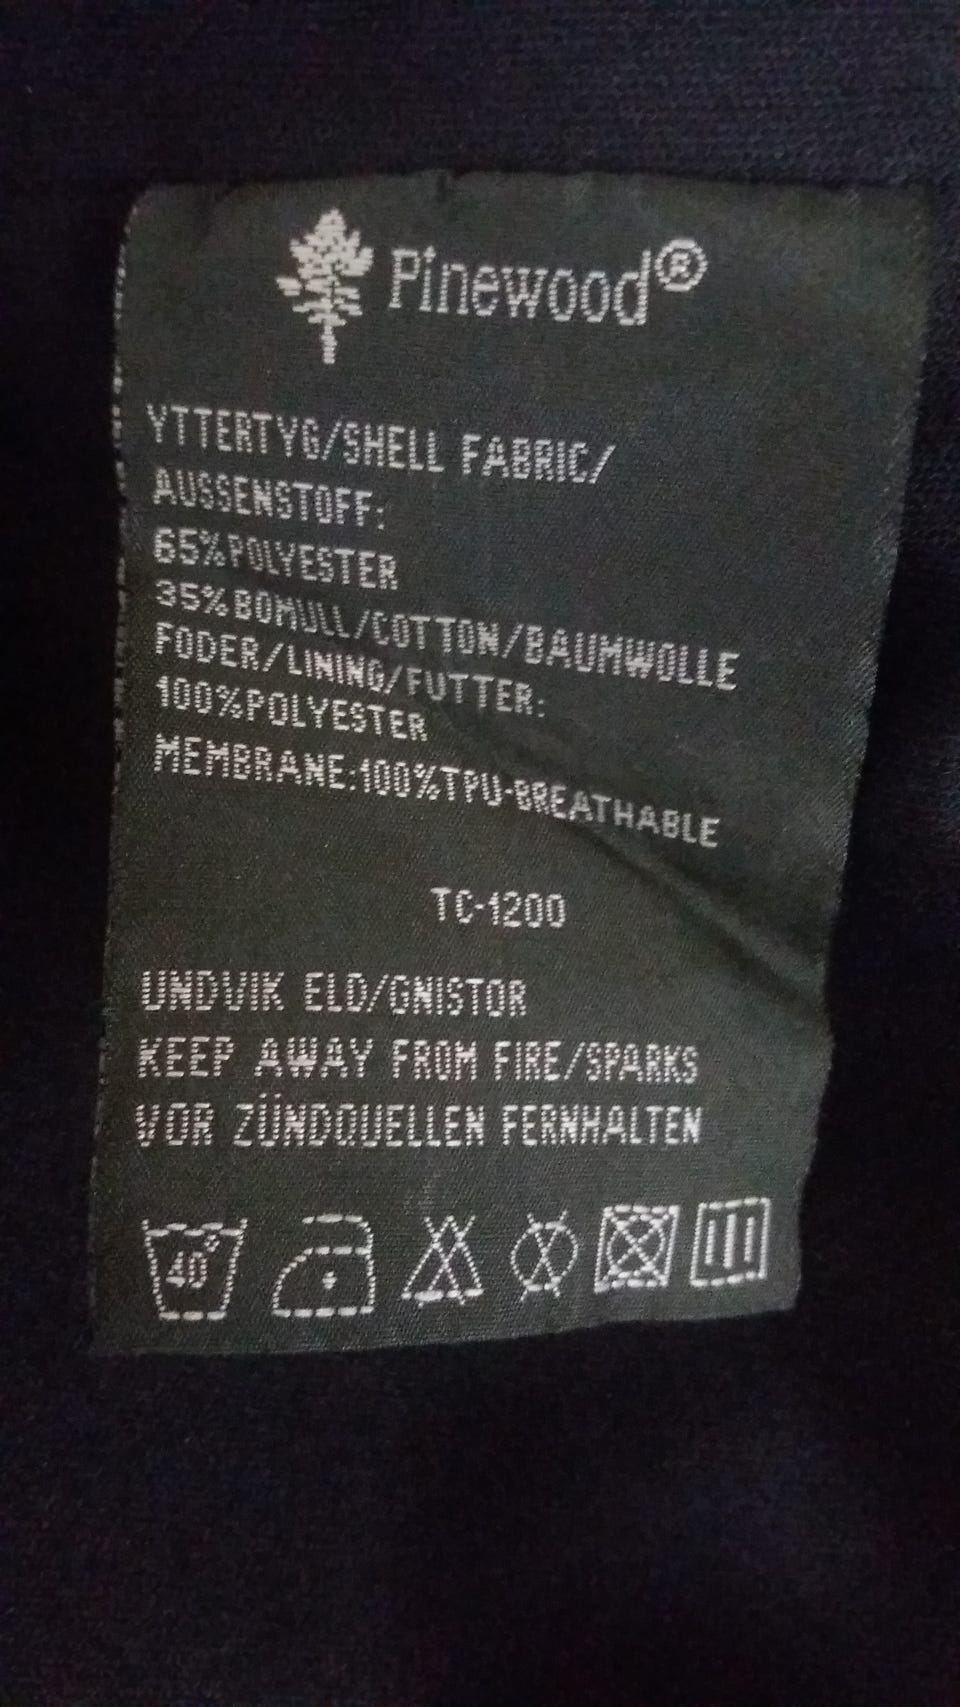 Pinewood®
YTTERTYG/SHELL FABRIC/
AUSSENSTOFF:
65%POLYESTER
35%BOMULL/COTTON/BAUMWOLLE
FODER/LINING/FUTTER:
100%POLYESTER
MEMBRANE:100%TPU-BREATHABLE
TC-1200
UNDVIK ELD/GNISTOR
KEEP AWAY FROM FIRE/SPARKS
VOR ZÜNDQUELLEN FERNHALTEN
40°